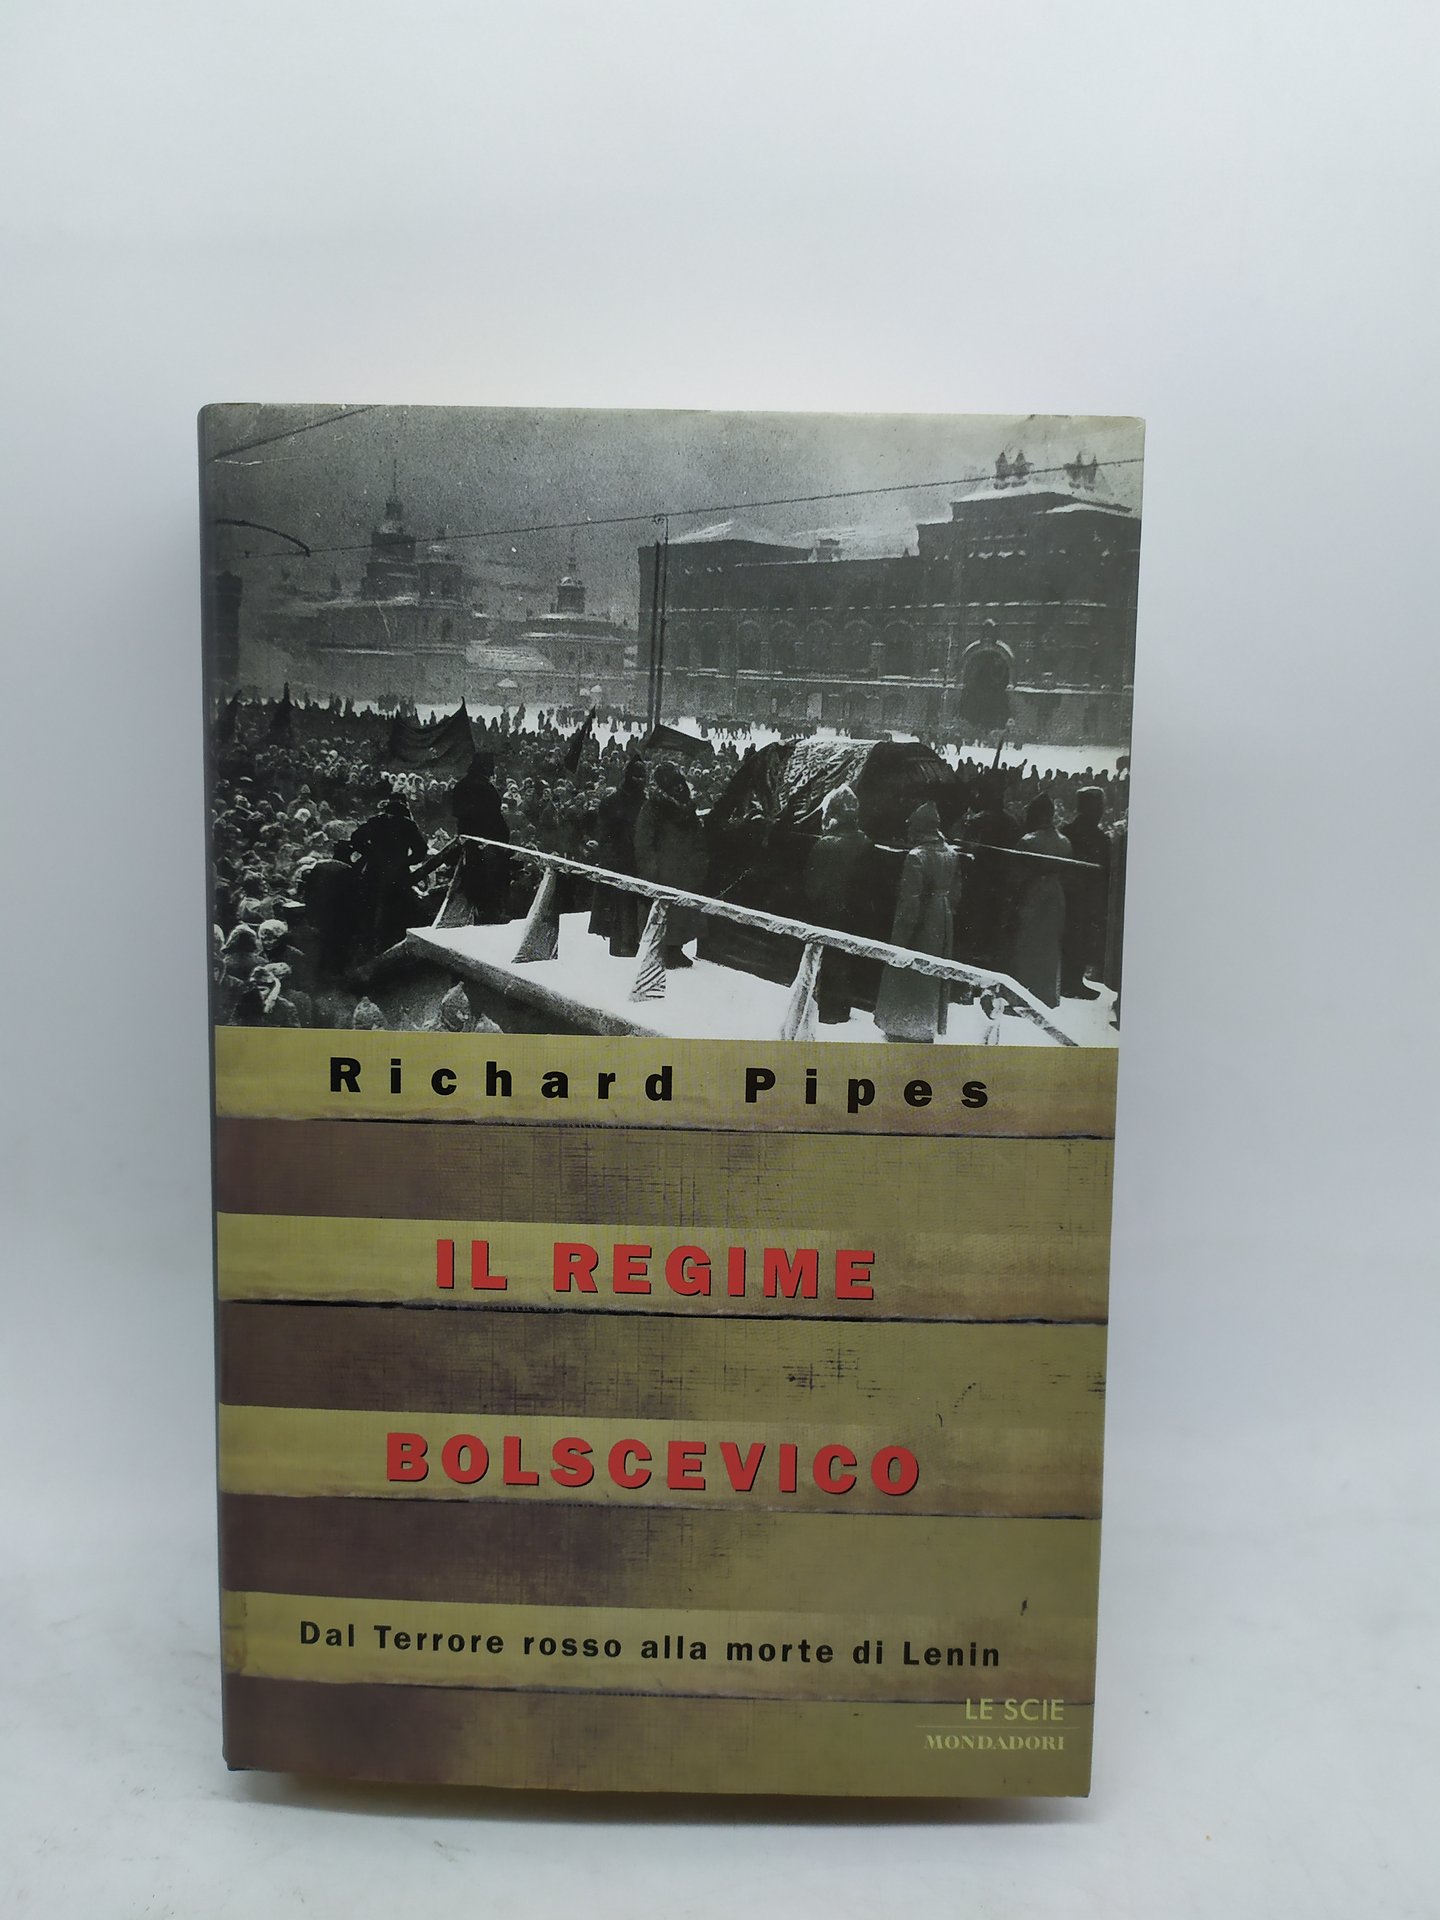 Richard Pipes
IL REGIME
BOLSCEVICO
Dal Terrore rosso alla morte di Lenin
LE SCIE
MONDADORI